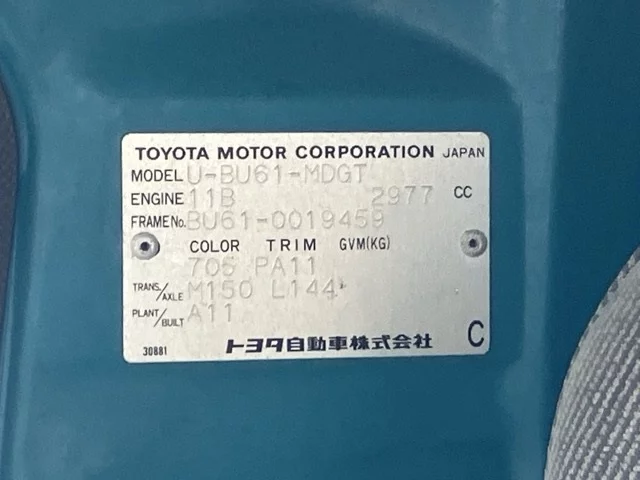 TOYOTA MOTOR CORPORATION JAPAN
MODEL U-BU61-MDGT
ENGINE 11B 2977 CC
FRAME No. BU61-0019459
COLOR TRIM GVM(KG)
705 PA11
TRANS./AXLE M150 L144
PLANT/BUILT A11
30881 トヨタ自動車株式会社 C